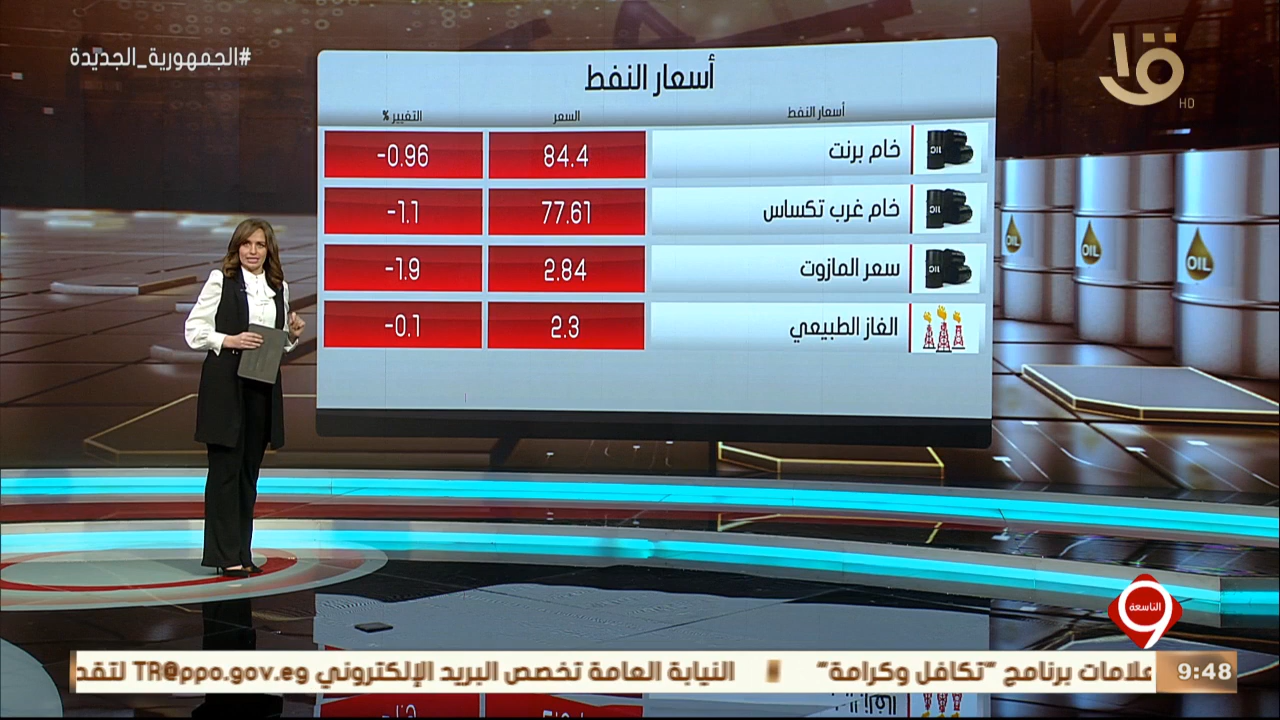 #الجمهورية_الجديدة
HD
أسعار النفط
أسعار النفط السعر التغيير %
خام برنت 84.4 -0.96
خام غرب تكساس 77.61 -1.1
سعر المازوت 2.84 -1.9
الغاز الطبيعي 2.3 -0.1
OIL OIL OIL
التاسعة
9
9:48 علامات برنامج "تكافل وكرامة" النيابة العامة تخصص البريد الإلكتروني TR@ppo.gov.eg لتقد